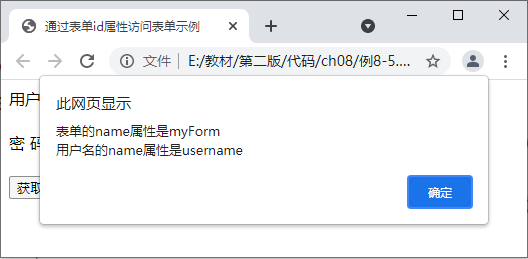 通过表单id属性访问表单示例
文件 | E:/教材/第二版/代码/ch08/例8-5....
用户
此网页显示
表单的name属性是myForm
用户名的name属性是username
密 码
获取
确定